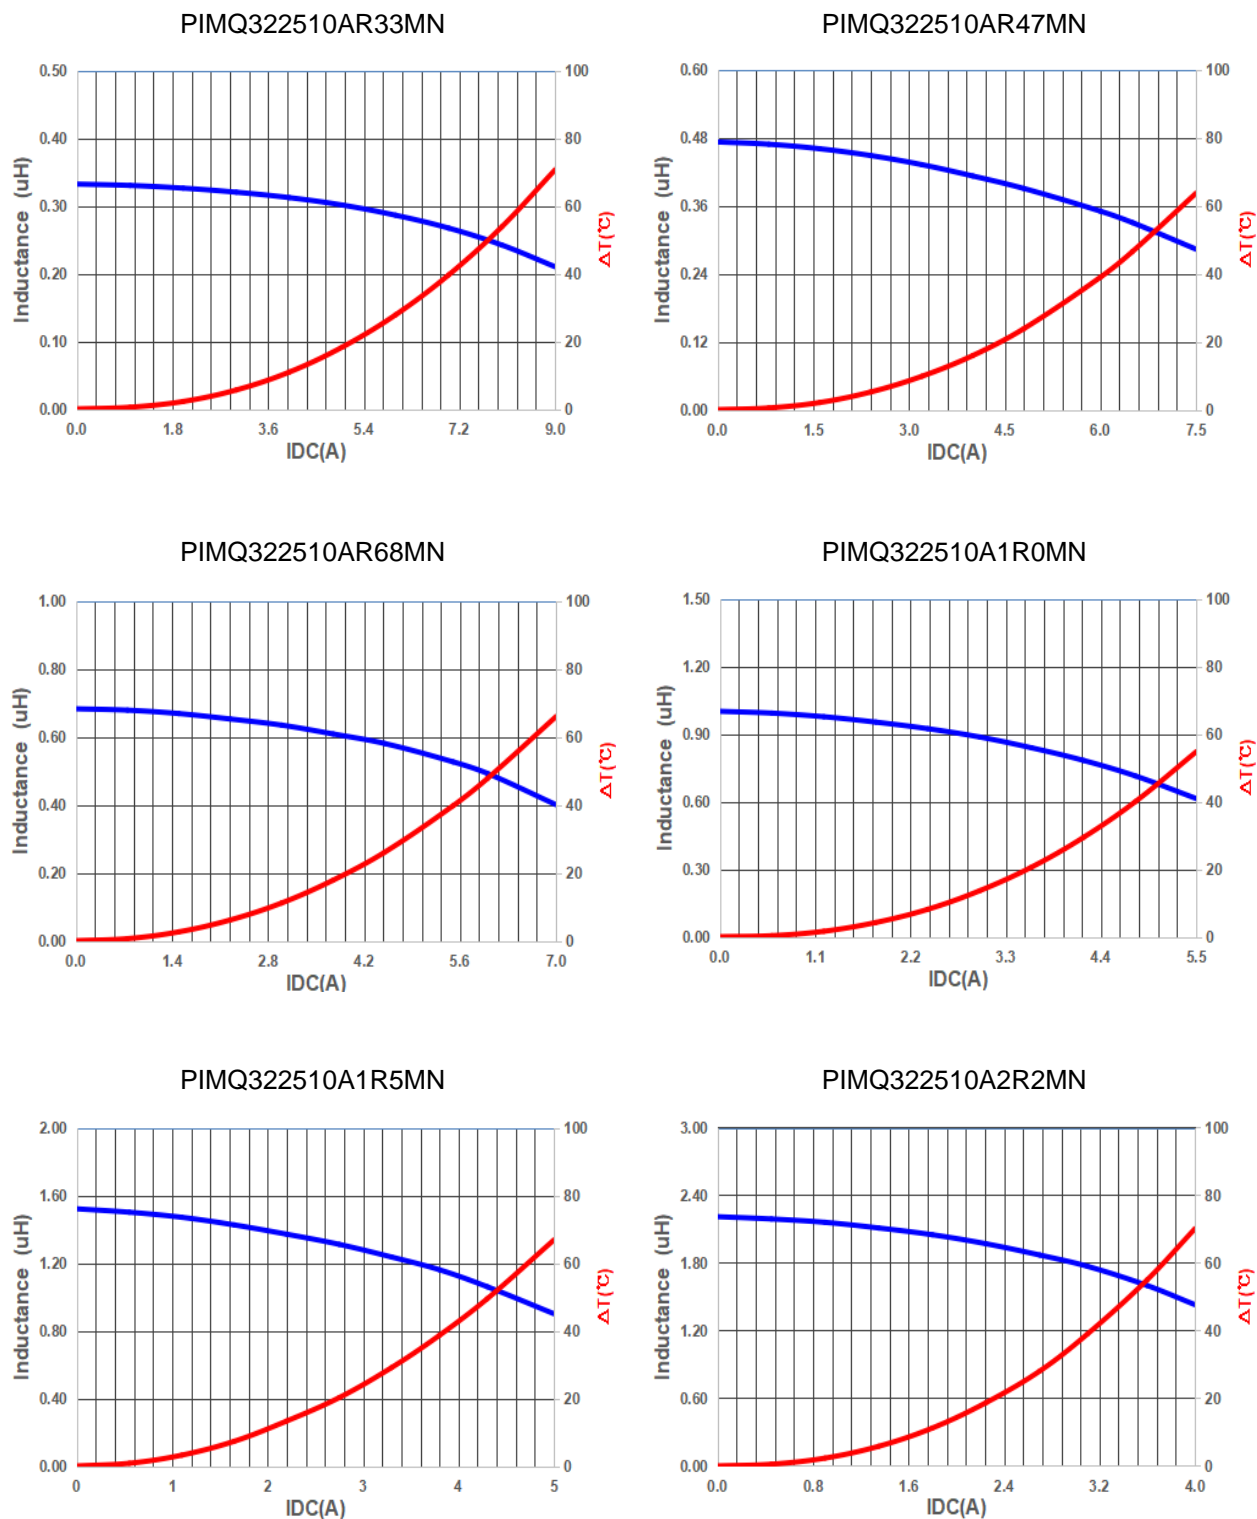 PIMQ322510AR33MN
0.50
0.40
0.30
0.20
0.10
0.00
100
80
60
40
20
0
0.0 1.8 3.6 5.4 7.2 9.0
IDC(A)
Inductance (uH)
ΔT(℃)
PIMQ322510AR47MN
0.60
0.48
0.36
0.24
0.12
0.00
100
80
60
40
20
0
0.0 1.5 3.0 4.5 6.0 7.5
IDC(A)
Inductance (uH)
ΔT(℃)
PIMQ322510AR68MN
1.00
0.80
0.60
0.40
0.20
0.00
100
80
60
40
20
0
0.0 1.4 2.8 4.2 5.6 7.0
IDC(A)
Inductance (uH)
ΔT(℃)
PIMQ322510A1R0MN
1.50
1.20
0.90
0.60
0.30
0.00
100
80
60
40
20
0
0.0 1.1 2.2 3.3 4.4 5.5
IDC(A)
Inductance (uH)
ΔT(℃)
PIMQ322510A1R5MN
2.00
1.60
1.20
0.80
0.40
0.00
100
80
60
40
20
0
0 1 2 3 4 5
IDC(A)
Inductance (uH)
ΔT(℃)
PIMQ322510A2R2MN
3.00
2.40
1.80
1.20
0.60
0.00
100
80
60
40
20
0
0.0 0.8 1.6 2.4 3.2 4.0
IDC(A)
Inductance (uH)
ΔT(℃)